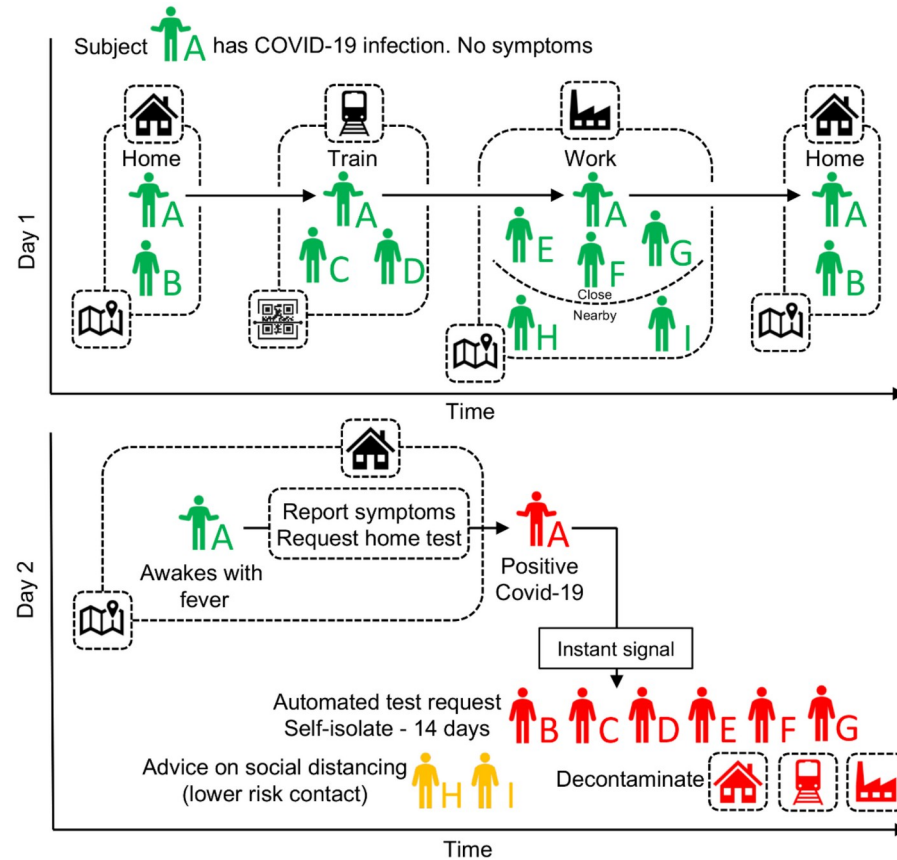 Subject A has COVID-19 infection. No symptoms
Home
Train
Work
Home
A
A
A
A
B
C
D
E
F
G
B
Close
Nearby
H
I
Day 1
Time
Report symptoms
Request home test
A
A
Awakes with
fever
Positive
Covid-19
Day 2
Instant signal
Automated test request
Self-isolate - 14 days
B C D E F G
Advice on social distancing
(lower risk contact)
H I
Decontaminate
Time